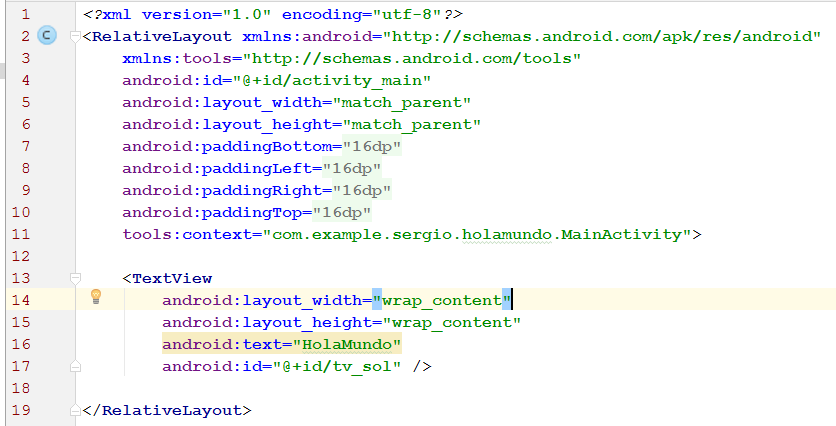 1 <?xml version="1.0" encoding="utf-8"?>
2 C <RelativeLayout xmlns:android="http://schemas.android.com/apk/res/android"
3 xmlns:tools="http://schemas.android.com/tools"
4 android:id="@+id/activity_main"
5 android:layout_width="match_parent"
6 android:layout_height="match_parent"
7 android:paddingBottom="16dp"
8 android:paddingLeft="16dp"
9 android:paddingRight="16dp"
10 android:paddingTop="16dp"
11 tools:context="com.example.sergio.holamundo.MainActivity">
12
13 <TextView
14 android:layout_width="wrap_content"
15 android:layout_height="wrap_content"
16 android:text="HolaMundo"
17 android:id="@+id/tv_sol" />
18
19 </RelativeLayout>